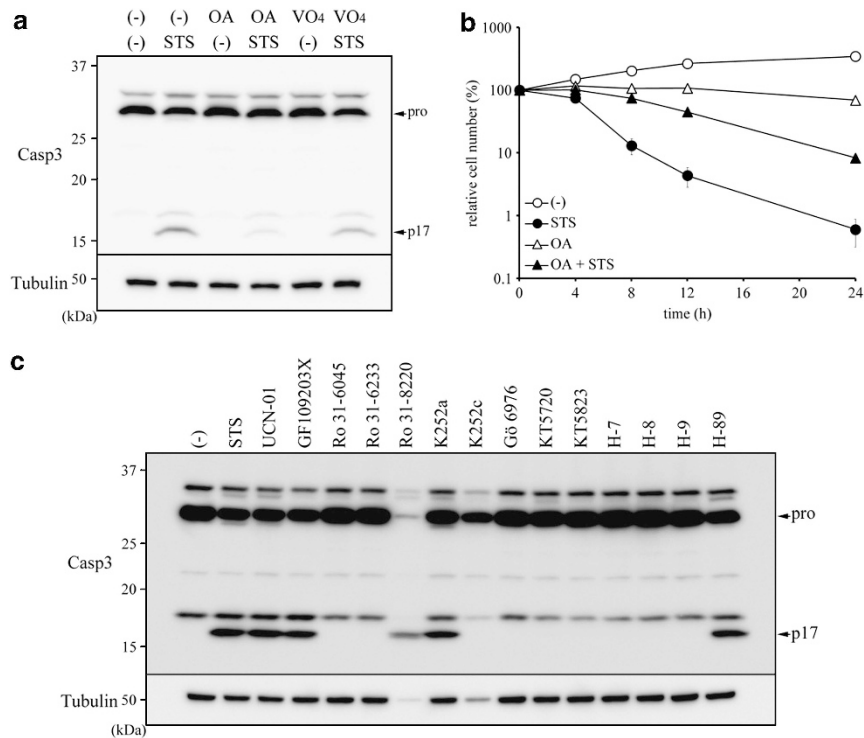 a
(-) (-) OA OA VO4 VO4
(-) STS (-) STS (-) STS
37
25
20
15
Casp3
pro
p17
Tubulin 50
(kDa)
b
1000
100
10
1
0.1
relative cell number (%)
(-)
STS
OA
OA + STS
0 4 8 12 16 20 24
time (h)
c
(-) STS UCN-01 GF109203X Ro 31-6045 Ro 31-6233 Ro 31-8220 K252a K252c Gö 6976 KT5720 KT5823 H-7 H-8 H-9 H-89
37
25
20
15
Casp3
pro
p17
Tubulin 50
(kDa)